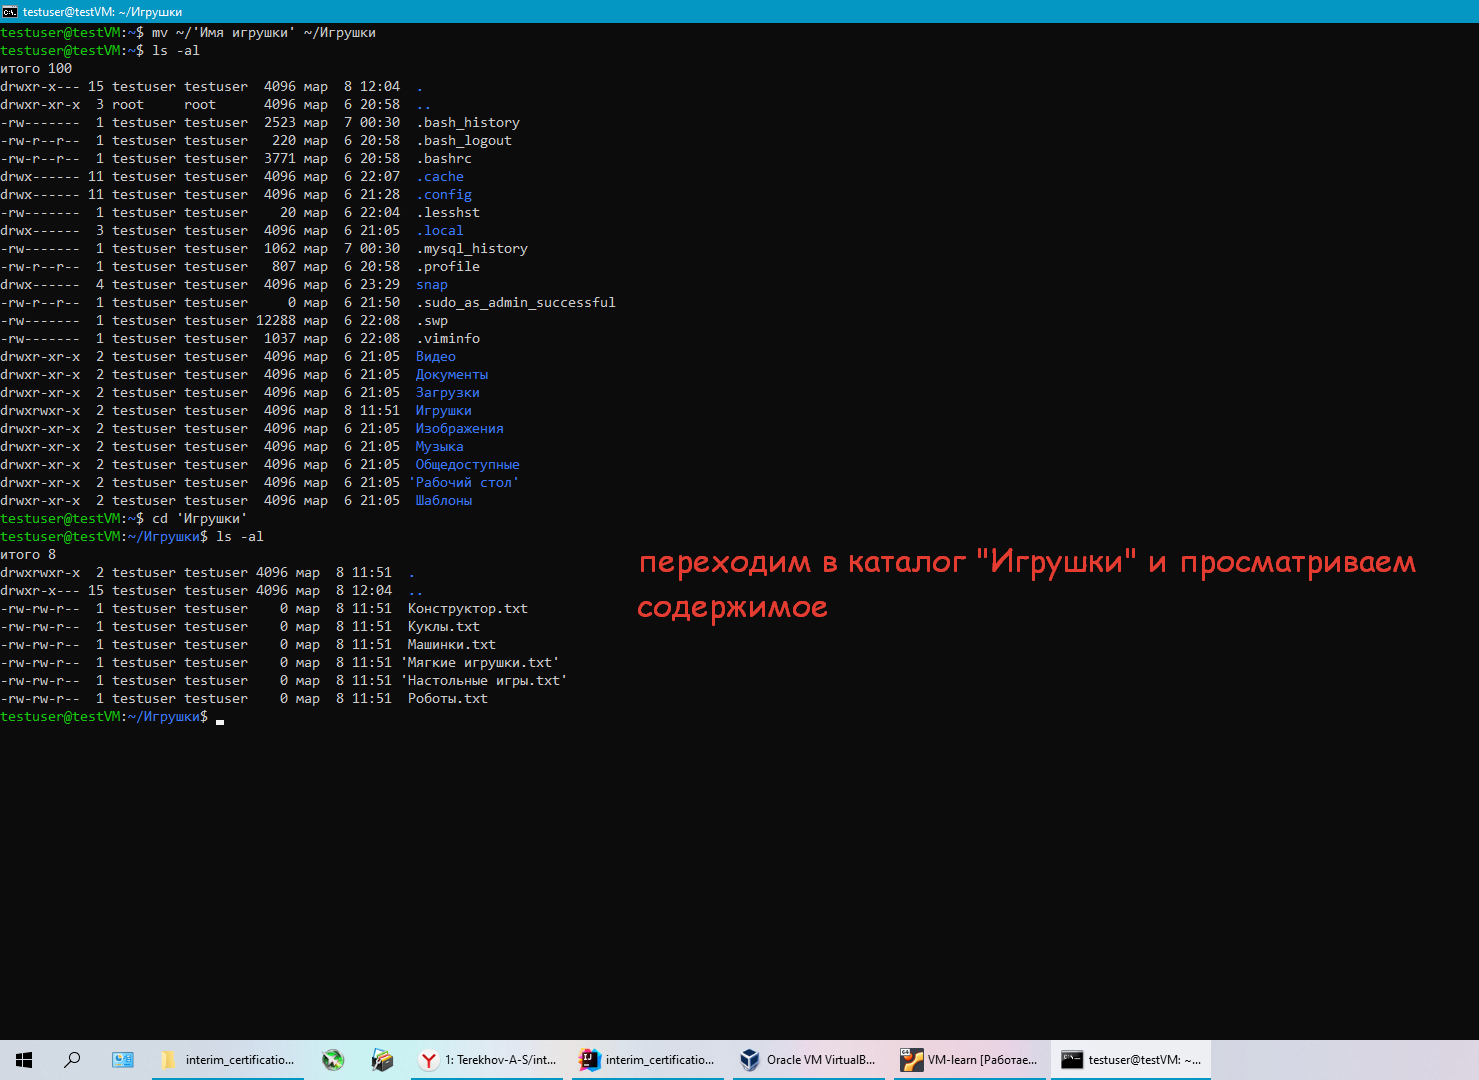 testuser@testVM: ~/Игрушки
testuser@testVM:~$ mv ~/'Имя игрушки' ~/Игрушки
testuser@testVM:~$ ls -al
итого 100
drwxr-x--- 15 testuser testuser  4096 мар  8 12:04  .
drwxr-xr-x  3 root     root      4096 мар  6 20:58  ..
-rw-------  1 testuser testuser  2523 мар  7 00:30  .bash_history
-rw-r--r--  1 testuser testuser   220 мар  6 20:58  .bash_logout
-rw-r--r--  1 testuser testuser  3771 мар  6 20:58  .bashrc
drwx------ 11 testuser testuser  4096 мар  6 22:07  .cache
drwx------ 11 testuser testuser  4096 мар  6 21:28  .config
-rw-------  1 testuser testuser    20 мар  6 22:04  .lesshst
drwx------  3 testuser testuser  4096 мар  6 21:05  .local
-rw-------  1 testuser testuser  1062 мар  7 00:30  .mysql_history
-rw-r--r--  1 testuser testuser   807 мар  6 20:58  .profile
drwx------  4 testuser testuser  4096 мар  6 23:29  snap
-rw-r--r--  1 testuser testuser     0 мар  6 21:50  .sudo_as_admin_successful
-rw-------  1 testuser testuser 12288 мар  6 22:08  .swp
-rw-------  1 testuser testuser  1037 мар  6 22:08  .viminfo
drwxr-xr-x  2 testuser testuser  4096 мар  6 21:05  Видео
drwxr-xr-x  2 testuser testuser  4096 мар  6 21:05  Документы
drwxr-xr-x  2 testuser testuser  4096 мар  6 21:05  Загрузки
drwxrwxr-x  2 testuser testuser  4096 мар  8 11:51  Игрушки
drwxr-xr-x  2 testuser testuser  4096 мар  6 21:05  Изображения
drwxr-xr-x  2 testuser testuser  4096 мар  6 21:05  Музыка
drwxr-xr-x  2 testuser testuser  4096 мар  6 21:05  Общедоступные
drwxr-xr-x  2 testuser testuser  4096 мар  6 21:05 'Рабочий стол'
drwxr-xr-x  2 testuser testuser  4096 мар  6 21:05  Шаблоны
testuser@testVM:~$ cd 'Игрушки'
testuser@testVM:~/Игрушки$ ls -al
итого 8
drwxrwxr-x  2 testuser testuser 4096 мар  8 11:51  .
drwxr-x--- 15 testuser testuser 4096 мар  8 12:04  ..
-rw-rw-r--  1 testuser testuser    0 мар  8 11:51  Конструктор.txt
-rw-rw-r--  1 testuser testuser    0 мар  8 11:51  Куклы.txt
-rw-rw-r--  1 testuser testuser    0 мар  8 11:51  Машинки.txt
-rw-rw-r--  1 testuser testuser    0 мар  8 11:51 'Мягкие игрушки.txt'
-rw-rw-r--  1 testuser testuser    0 мар  8 11:51 'Настольные игры.txt'
-rw-rw-r--  1 testuser testuser    0 мар  8 11:51  Роботы.txt
testuser@testVM:~/Игрушки$
переходим в каталог "Игрушки" и просматриваем
содержимое
interim_certificatio...
1: Terekhov-A-S/int...
interim_certificatio...
Oracle VM VirtualB...
VM-learn [Работае...
testuser@testVM: ~...